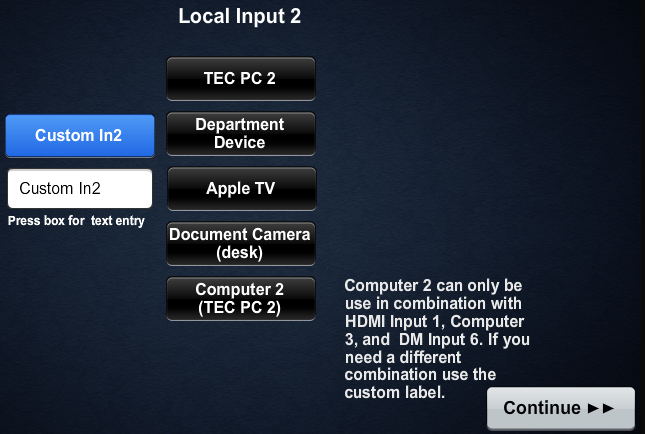 Local Input 2
TEC PC 2
Custom In2
Department
Device
Custom In2
Apple TV
Press box for  text entry
Document Camera
(desk)
Computer 2
(TEC PC 2)
Computer 2 can only be
use in combination with
HDMI Input 1, Computer
3, and  DM Input 6. If you
need a different
combination use the
custom label.
Continue ►►